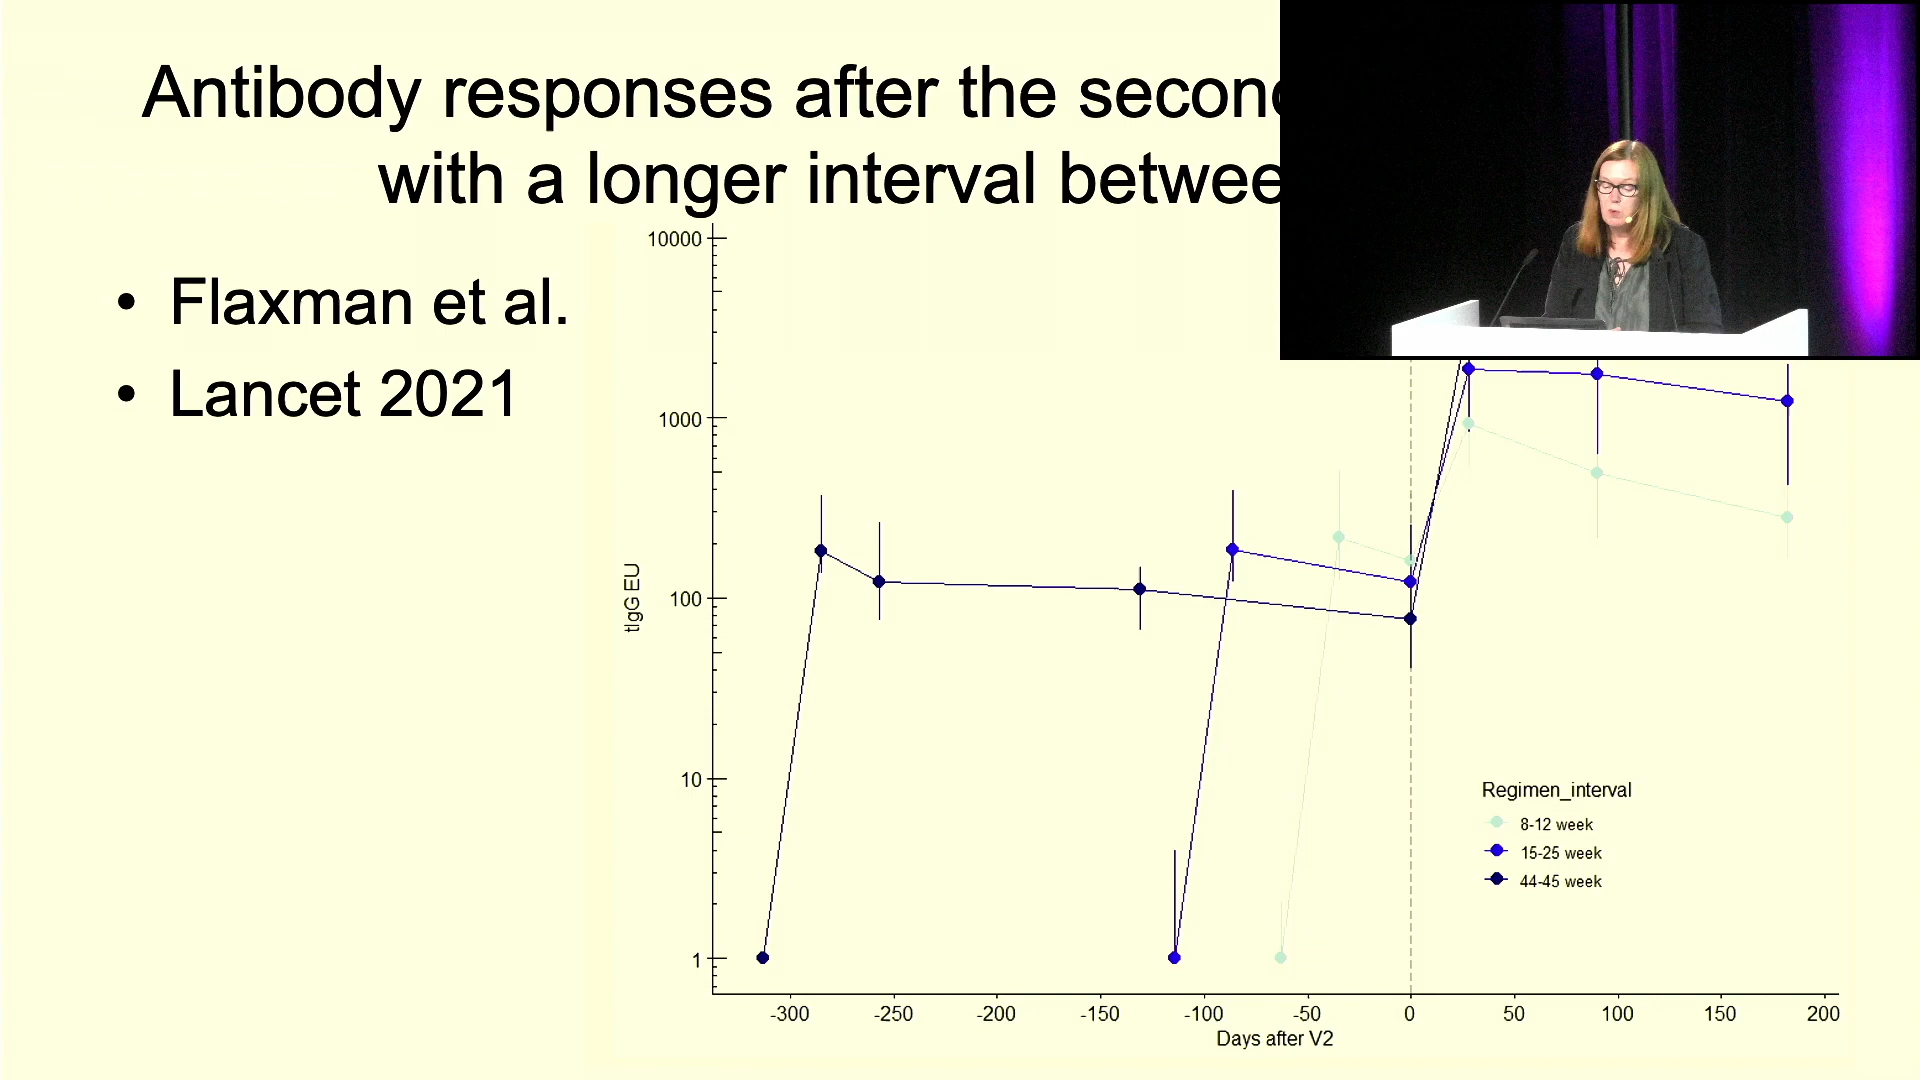 Antibody responses after the second
with a longer interval betwee
• Flaxman et al.
• Lancet 2021
10000
1000
100
10
1
tIgG EU
-300 -250 -200 -150 -100 -50 0 50 100 150 200
Days after V2
Regimen_interval
8-12 week
15-25 week
44-45 week